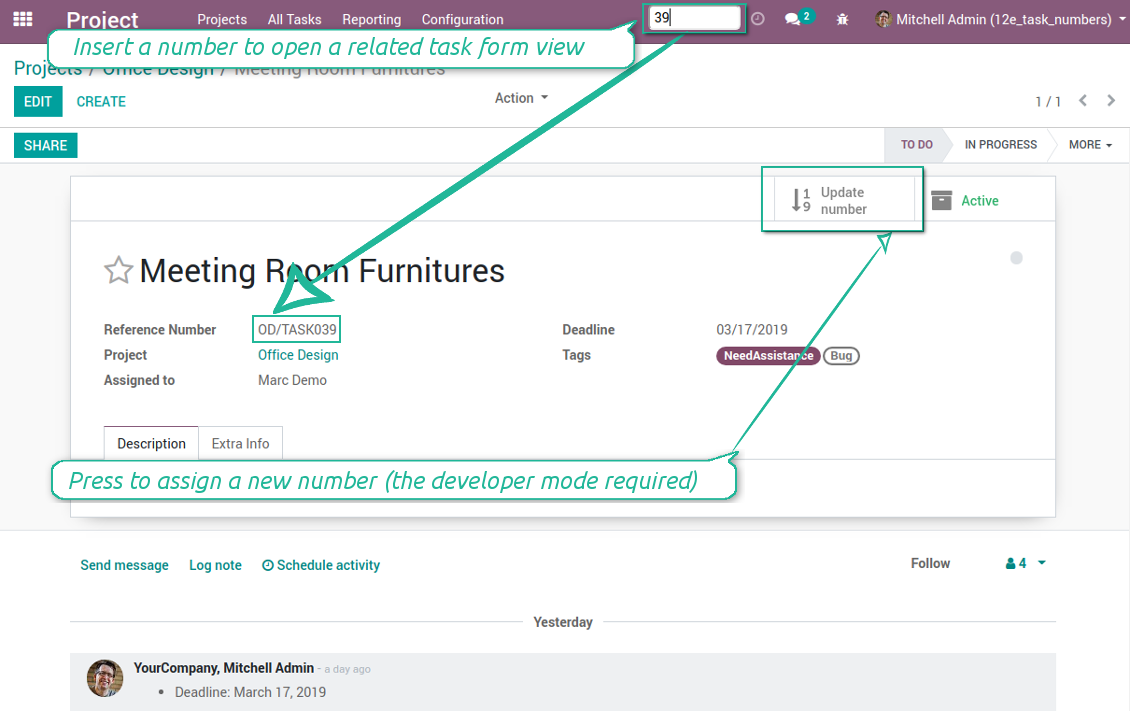 Project Projects All Tasks Reporting Configuration 39 2 Mitchell Admin (12e_task_numbers)
Insert a number to open a related task form view
Projects / Office Design / Meeting Room Furnitures
EDIT CREATE Action 1 / 1
SHARE TO DO IN PROGRESS MORE
1 9 Update number Active
Meeting Room Furnitures
Reference Number OD/TASK039 Deadline 03/17/2019
Project Office Design Tags NeedAssistance Bug
Assigned to Marc Demo
Description Extra Info
Press to assign a new number (the developer mode required)
Send message Log note Schedule activity Follow 4
Yesterday
YourCompany, Mitchell Admin - a day ago
• Deadline: March 17, 2019